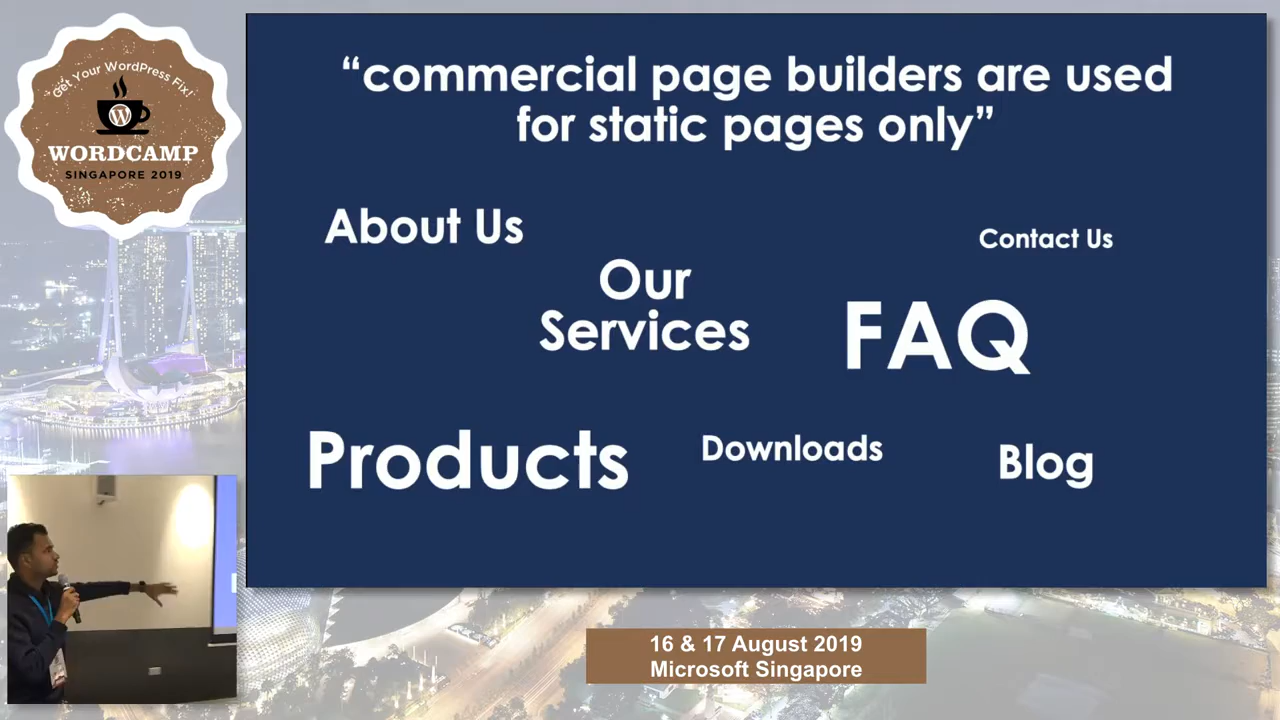 Get Your WordPress Fix!
WORDCAMP
SINGAPORE 2019
“commercial page builders are used
for static pages only”
About Us
Contact Us
Our
Services
FAQ
Products
Downloads
Blog
16 & 17 August 2019
Microsoft Singapore